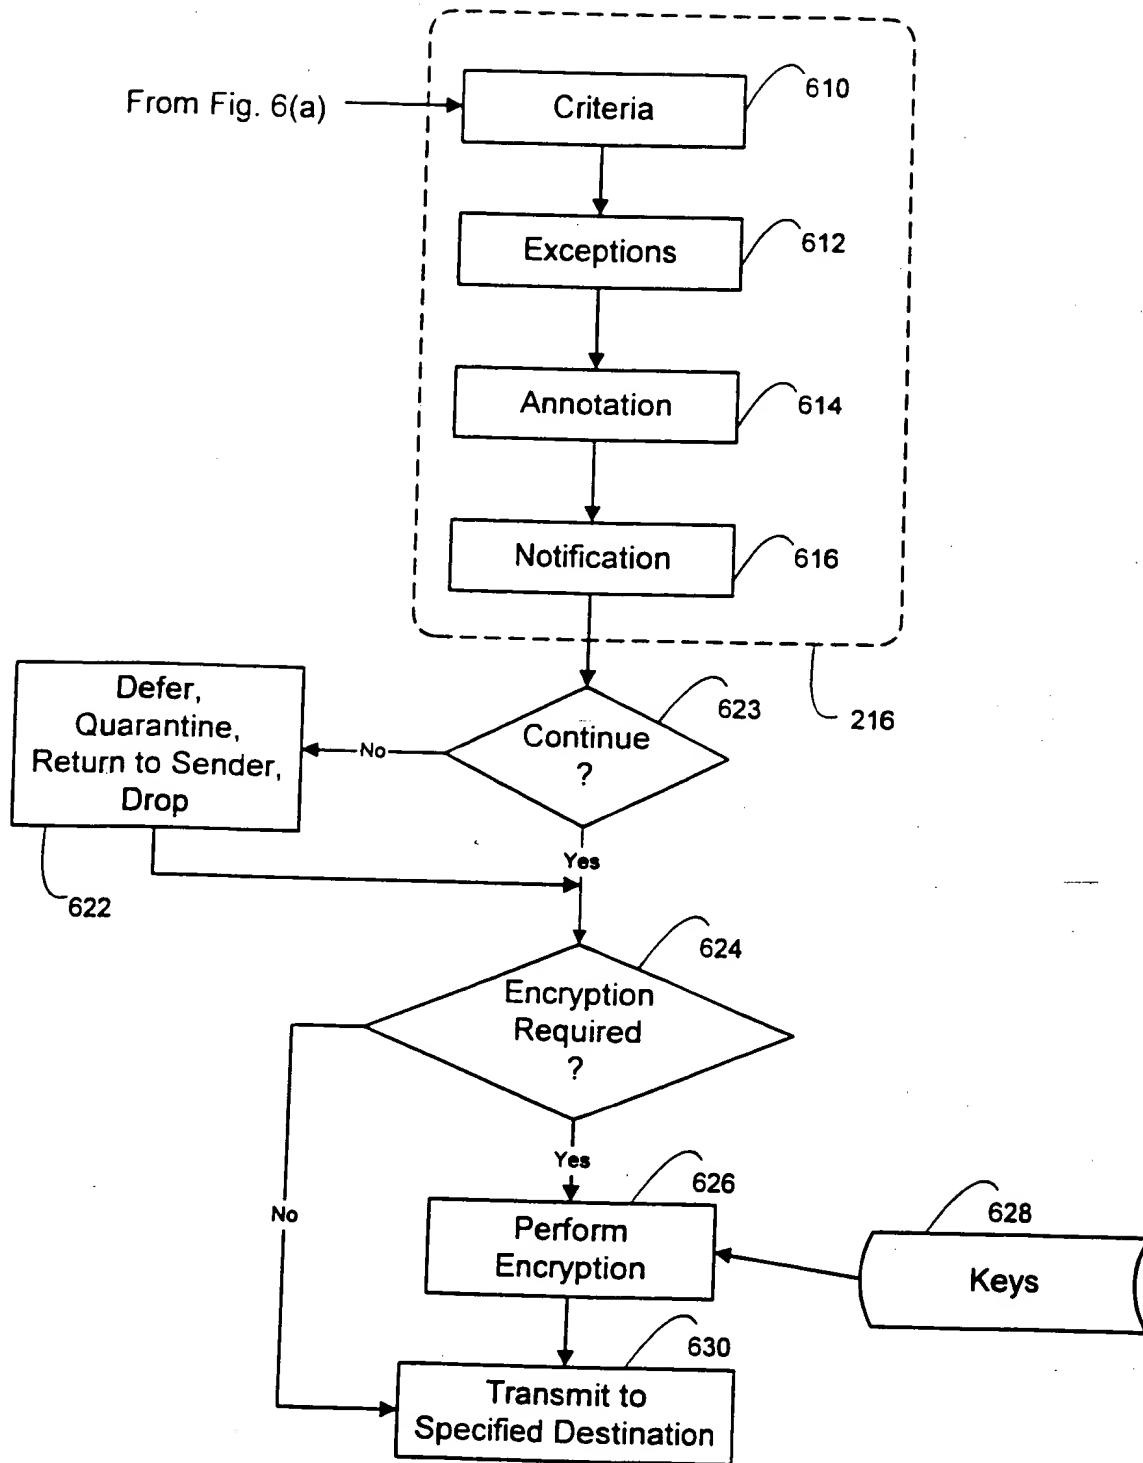 From Fig. 6(a)
Criteria
610
Exceptions
612
Annotation
614
Notification
616
216
Continue
?
623
No
Defer,
Quarantine,
Return to Sender,
Drop
622
Yes
Encryption
Required
?
624
Yes
No
Perform
Encryption
626
Keys
628
Transmit to
Specified Destination
630